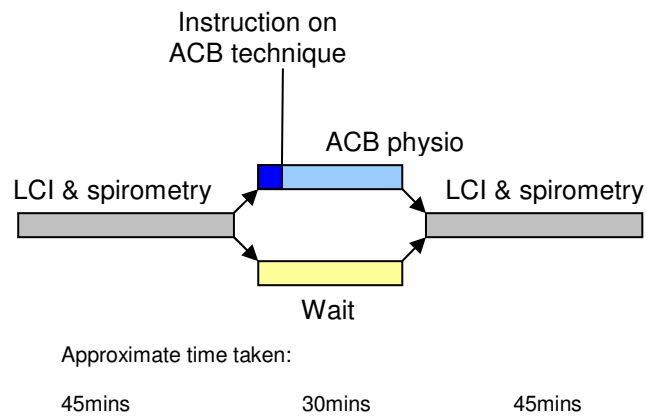 Instruction on
ACB technique
ACB physio
LCI & spirometry
LCI & spirometry
Wait
Approximate time taken:
45mins 30mins 45mins